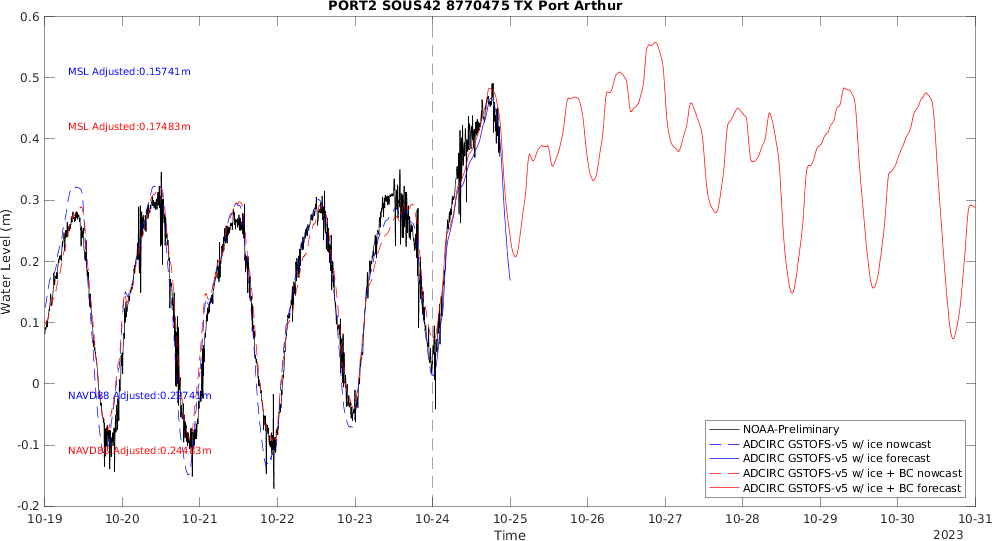 PORT2 SOUS42 8770475 TX Port Arthur
0.6
0.5
0.4
0.3
0.2
0.1
0
-0.1
-0.2
Water Level (m)
MSL Adjusted:0.15741m
MSL Adjusted:0.17483m
NAVD88 Adjusted:0.22741m
NAVD88 Adjusted:0.24483m
NOAA-Preliminary
ADCIRC GSTOFS-v5 w/ ice nowcast
ADCIRC GSTOFS-v5 w/ ice forecast
ADCIRC GSTOFS-v5 w/ ice + BC nowcast
ADCIRC GSTOFS-v5 w/ ice + BC forecast
10-19 10-20 10-21 10-22 10-23 10-24 10-25 10-26 10-27 10-28 10-29 10-30 10-31
Time
2023